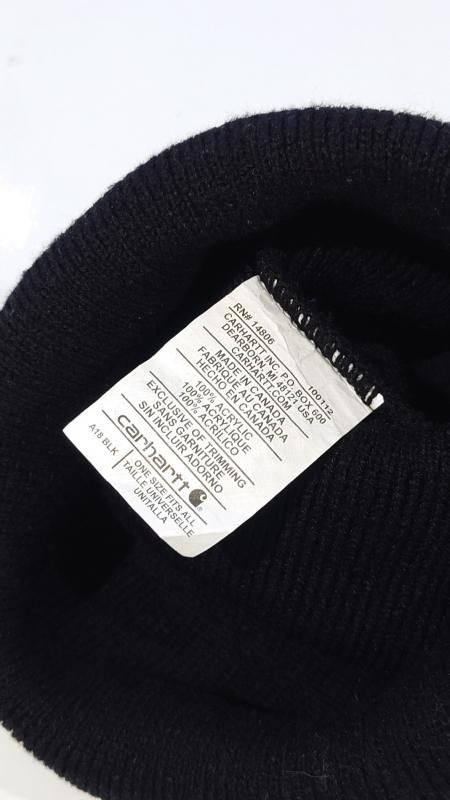 RN# 14806 100112
CARHARTT INC. P.O. BOX 600
DEARBORN, MI 48121 USA
CARHARTT.COM
MADE IN CANADA
FABRIQUE AU CANADA
HECHO EN CANADA
100% ACRYLIC
100% ACRYLIQUE
100% ACRÍLICO
EXCLUSIVE OF TRIMMING
SANS GARNITURE
SIN INCLUIR ADORNO
carhartt ®
A18 BLK
ONE SIZE FITS ALL
TAILLE UNIVERSELLE
UNITALLA